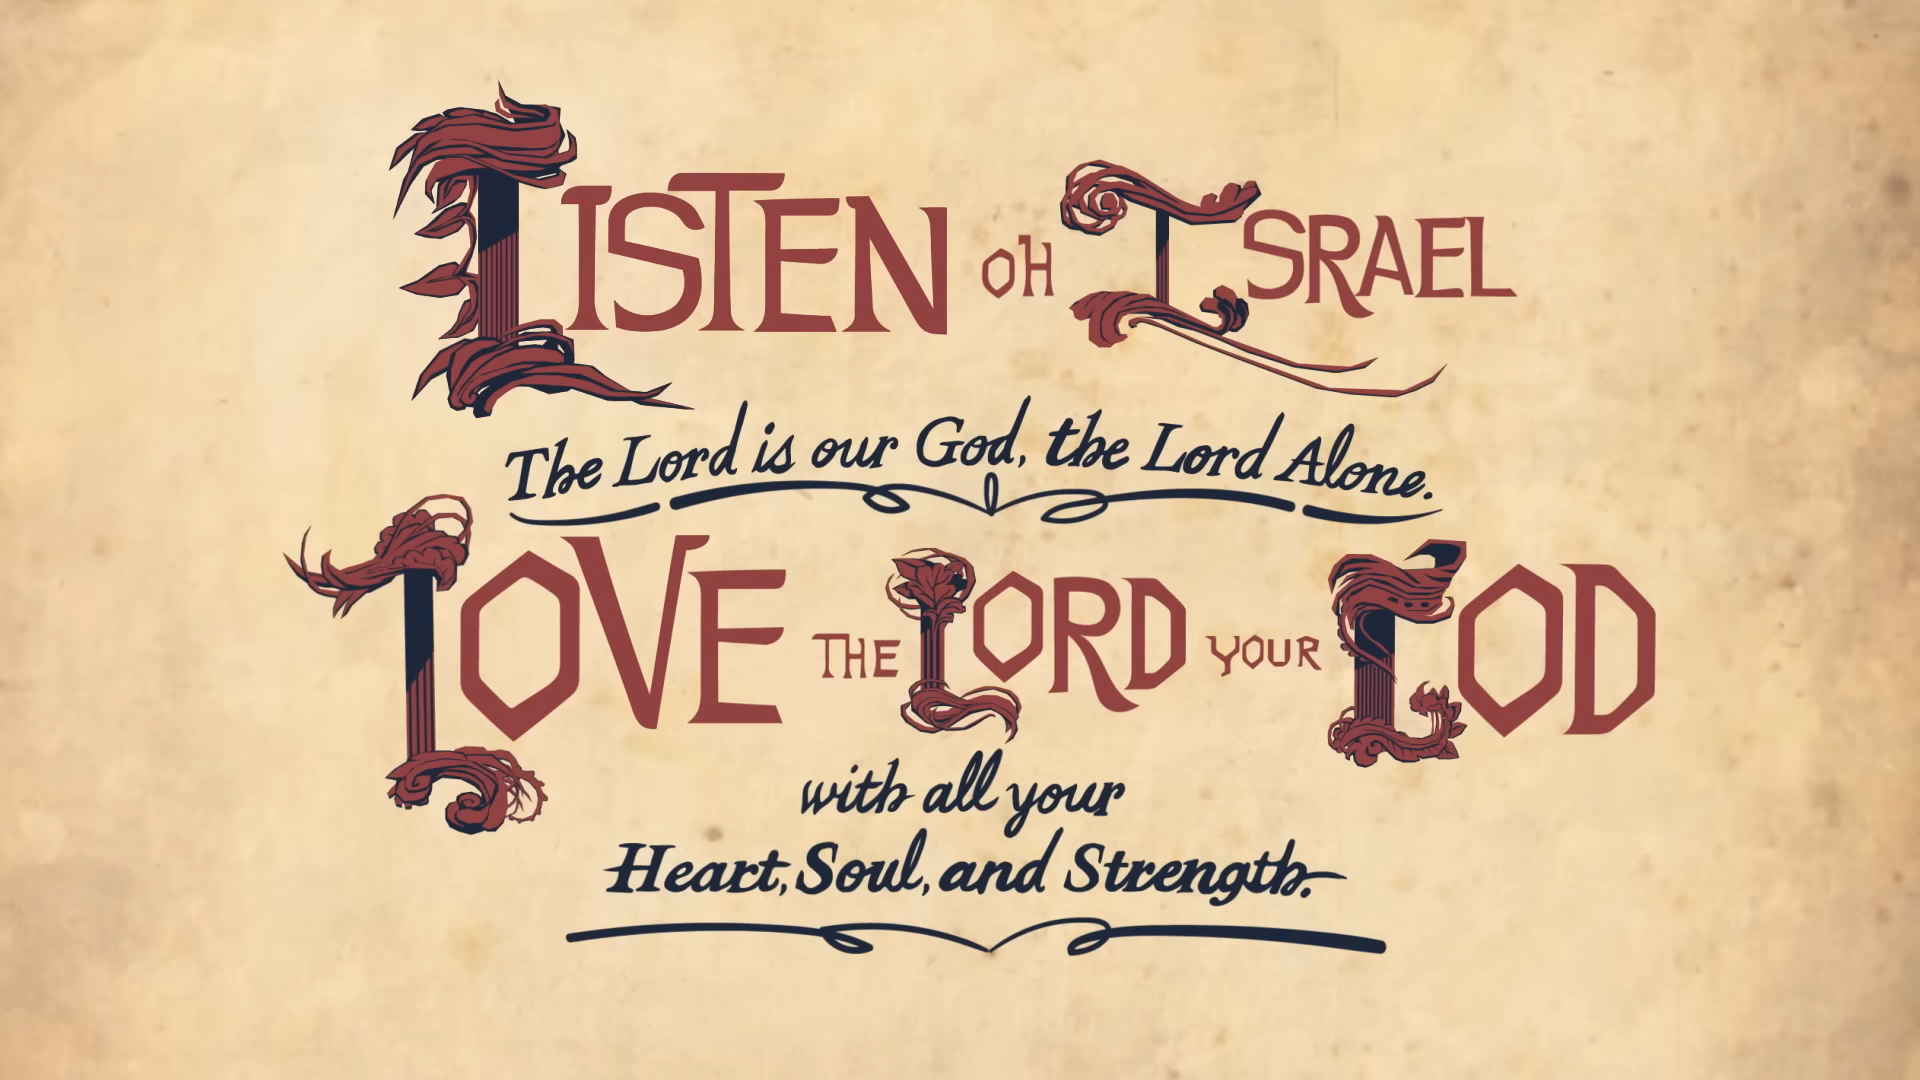 LISTEN OH ISRAEL
The Lord is our God, the Lord Alone.
LOVE THE LORD YOUR GOD
with all your
Heart, Soul, and Strength.